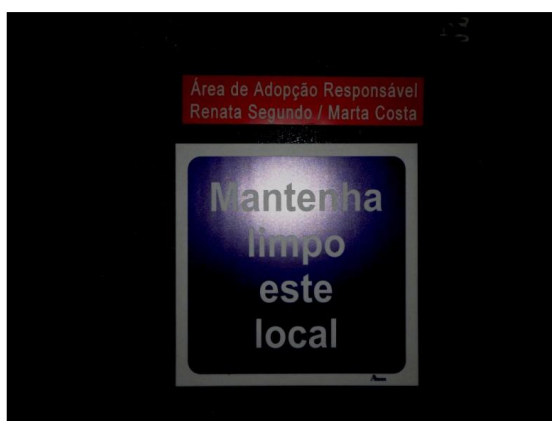 Área de Adopção Responsável
Renata Segundo / Marta Costa
Mantenha
limpo
este
local